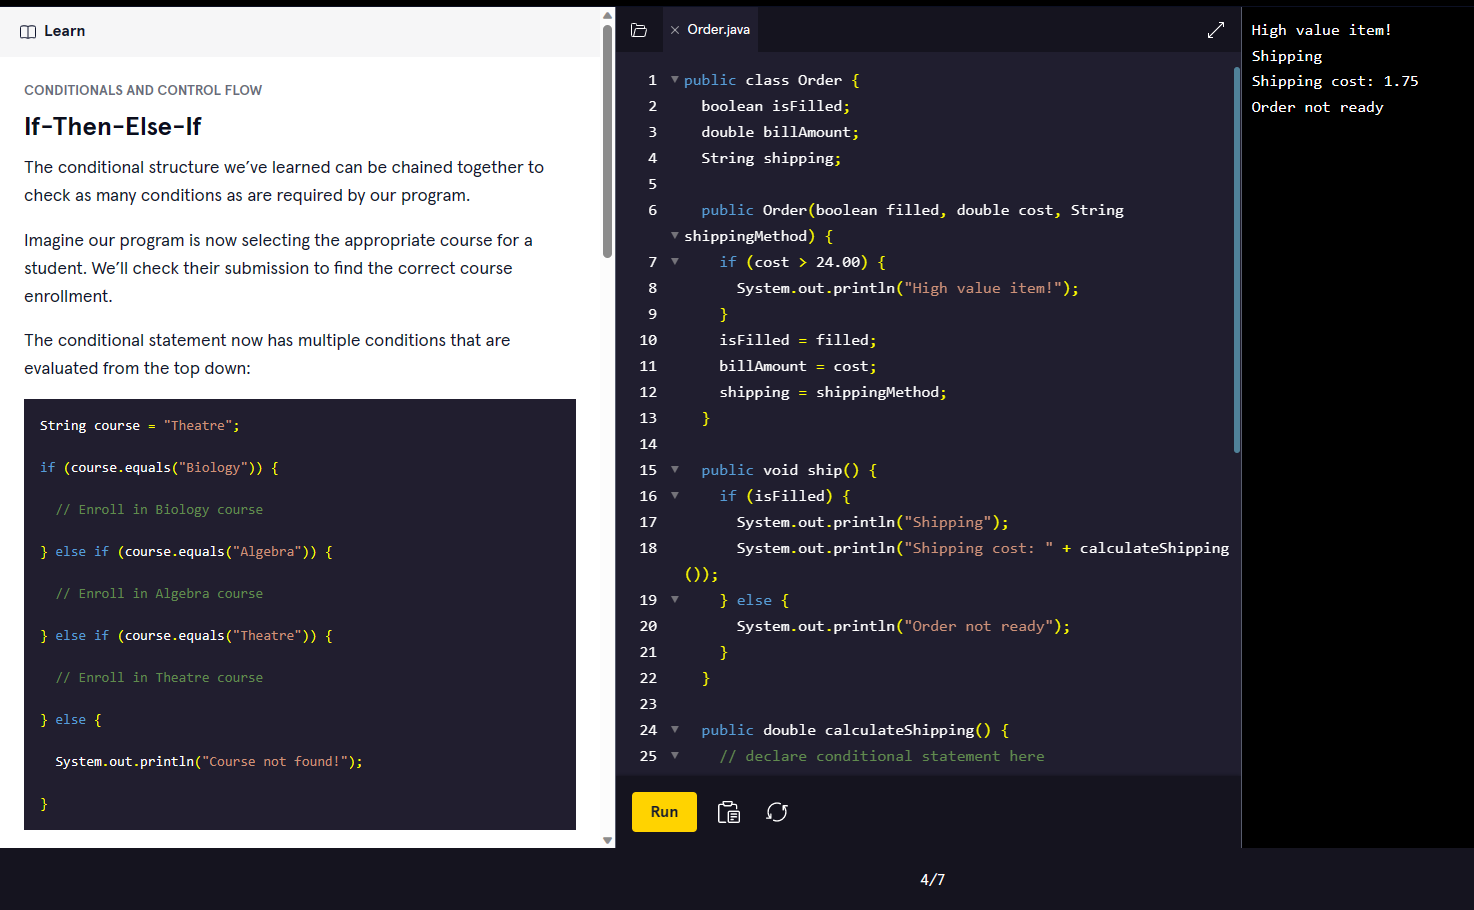 Learn
CONDITIONALS AND CONTROL FLOW
If-Then-Else-If
The conditional structure we've learned can be chained together to
check as many conditions as are required by our program.
Imagine our program is now selecting the appropriate course for a
student. We'll check their submission to find the correct course
enrollment.
The conditional statement now has multiple conditions that are
evaluated from the top down:
String course = "Theatre";
if (course.equals("Biology")) {
// Enroll in Biology course
} else if (course.equals("Algebra")) {
// Enroll in Algebra course
} else if (course.equals("Theatre")) {
// Enroll in Theatre course
} else {
System.out.println("Course not found!");
}
Order.java
1 public class Order {
2 boolean isFilled;
3 double billAmount;
4 String shipping;
5
6 public Order(boolean filled, double cost, String
shippingMethod) {
7 if (cost > 24.00) {
8 System.out.println("High value item!");
9 }
10 isFilled = filled;
11 billAmount = cost;
12 shipping = shippingMethod;
13 }
14
15 public void ship() {
16 if (isFilled) {
17 System.out.println("Shipping");
18 System.out.println("Shipping cost: " + calculateShipping
());
19 } else {
20 System.out.println("Order not ready");
21 }
22 }
23
24 public double calculateShipping() {
25 // declare conditional statement here
Run
High value item!
Shipping
Shipping cost: 1.75
Order not ready
4/7